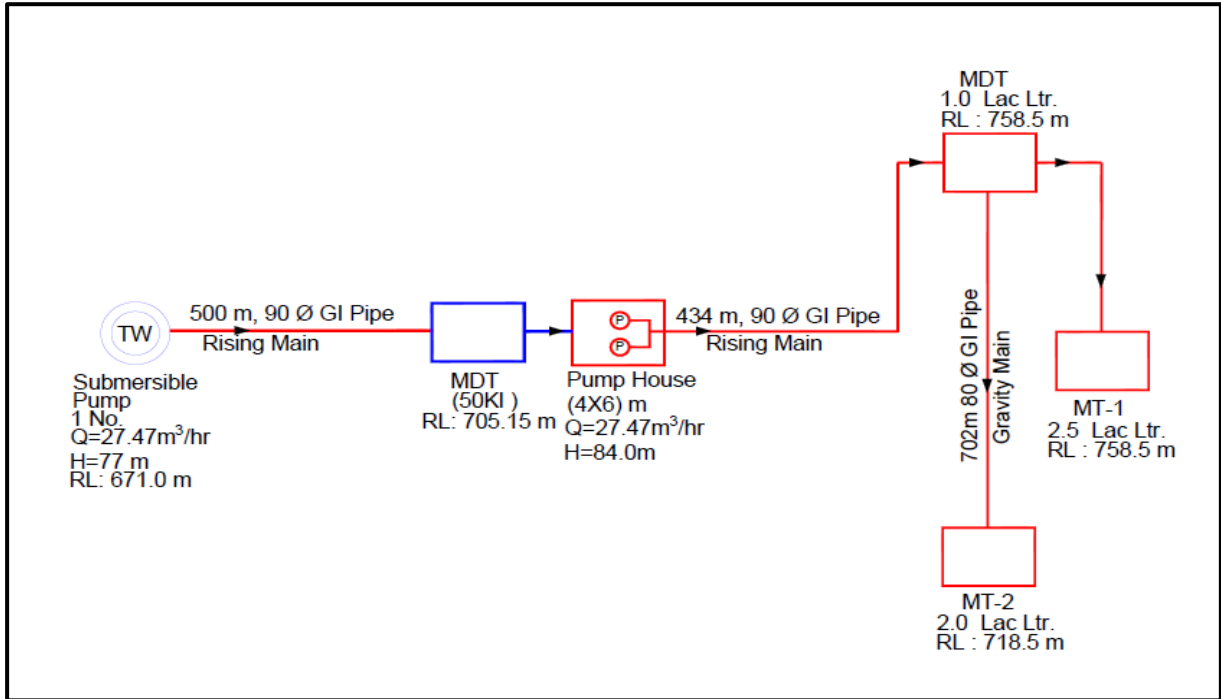 TW
Submersible
Pump
1 No.
Q=27.47m³/hr
H=77 m
RL: 671.0 m
500 m, 90 Ø GI Pipe
Rising Main
MDT
(50Kl )
RL: 705.15 m
P
P
Pump House
(4X6) m
Q=27.47m³/hr
H=84.0m
434 m, 90 Ø GI Pipe
Rising Main
MDT
1.0 Lac Ltr.
RL : 758.5 m
702m 80 Ø GI Pipe
Gravity Main
MT-1
2.5 Lac Ltr.
RL : 758.5 m
MT-2
2.0 Lac Ltr.
RL : 718.5 m